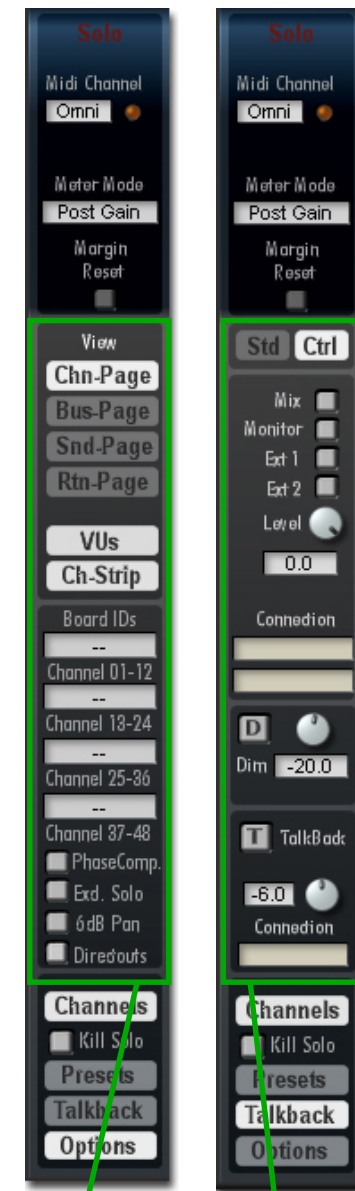 Solo
Midi Channel
Omni
Meter Mode
Post Gain
Margin
Reset
View
Chn-Page
Bus-Page
Snd-Page
Rtn-Page
VUs
Ch-Strip
Board IDs
--
Channel 01-12
--
Channel 13-24
--
Channel 25-36
--
Channel 37-48
PhaseComp.
Excl. Solo
6dB Pan
Directouts
Channels
Kill Solo
Presets
Talkback
Options
Solo
Midi Channel
Omni
Meter Mode
Post Gain
Margin
Reset
Std Ctrl
Mix
Monitor
Ext 1
Ext 2
Level
0.0
Connection
D
Dim -20.0
T TalkBack
-6.0
Connection
Channels
Kill Solo
Presets
Talkback
Options